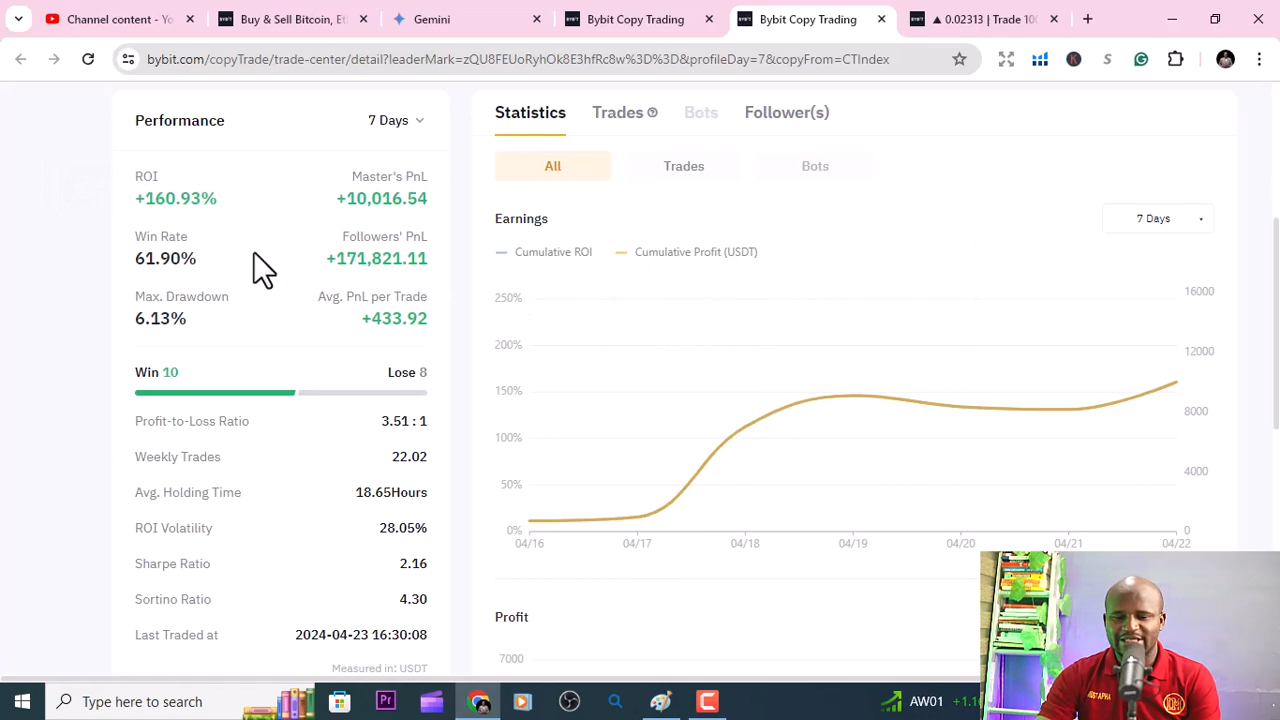 Channel content - Yo
Buy & Sell Bitcoin, Et
Gemini
Bybit Copy Trading
Bybit Copy Trading
▲ 0.02313 | Trade 100
bybit.com/copyTrade/trade-center/detail?leaderMark=zQU8FEUoRyhOk8E3hfRc8w%3D%3D&profileDay=7&copyFrom=CTIndex
Performance
7 Days
ROI
Master's PnL
+160.93%
+10,016.54
Win Rate
Followers' PnL
61.90%
+171,821.11
Max. Drawdown
Avg. PnL per Trade
6.13%
+433.92
Win 10
Lose 8
Profit-to-Loss Ratio
3.51 : 1
Weekly Trades
22.02
Avg. Holding Time
18.65Hours
ROI Volatility
28.05%
Sharpe Ratio
2.16
Sortino Ratio
4.30
Last Traded at
2024-04-23 16:30:08
Measured in: USDT
Statistics
Trades
Bots
Follower(s)
All
Trades
Bots
Earnings
7 Days
Cumulative ROI
Cumulative Profit (USDT)
250%
16000
200%
12000
150%
8000
100%
4000
50%
0%
0
04/16
04/17
04/18
04/19
04/20
04/21
04/22
Profit
7000
Type here to search
Pr
AW01
+1.1